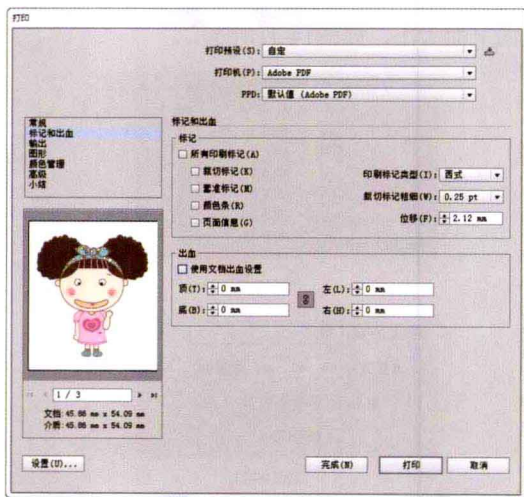 打印
打印预设(S): 自定
打印机(P): Adobe PDF
PPD: 默认值 (Adobe PDF)
常规
标记和出血
输出
图形
颜色管理
高级
小结
标记和出血
标记
所有印刷标记(A)
裁切标记(K)
套准标记(N)
颜色条(R)
页面信息(G)
印刷标记类型(I): 西式
裁切标记粗细(W): 0.25 pt
位移(F): 2.12 mm
出血
使用文档出血设置
顶(T): 0 mm
左(L): 0 mm
底(B): 0 mm
右(H): 0 mm
1 / 3
文档: 45.86 mm x 54.09 mm
介质: 45.86 mm x 54.09 mm
设置(U)...
完成(N)
打印
取消